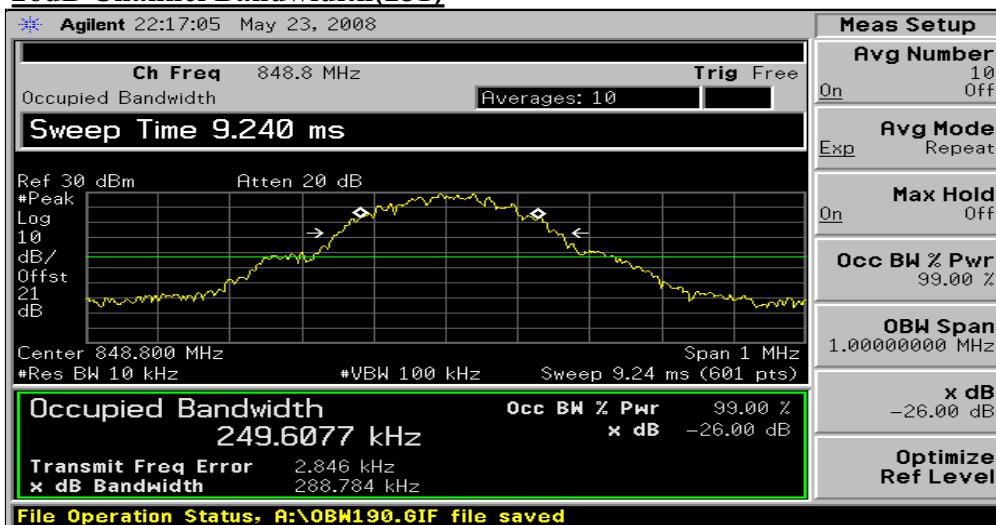 Agilent 22:17:05 May 23, 2008
Meas Setup
Ch Freq 848.8 MHz Trig Free
Occupied Bandwidth Averages: 10
Sweep Time 9.240 ms
Ref 30 dBm Atten 20 dB
#Peak
Log
10
dB/
Offst
21
dB
Center 848.800 MHz Span 1 MHz
#Res BW 10 kHz #VBW 100 kHz Sweep 9.24 ms (601 pts)
Occupied Bandwidth Occ BW % Pwr 99.00 %
249.6077 kHz x dB -26.00 dB
Transmit Freq Error 2.846 kHz
x dB Bandwidth 288.784 kHz
File Operation Status, A:\OBW190.GIF file saved
Avg Number
10
On Off
Avg Mode
Exp Repeat
Max Hold
On Off
Occ BW % Pwr
99.00 %
OBW Span
1.00000000 MHz
x dB
-26.00 dB
Optimize
Ref Level